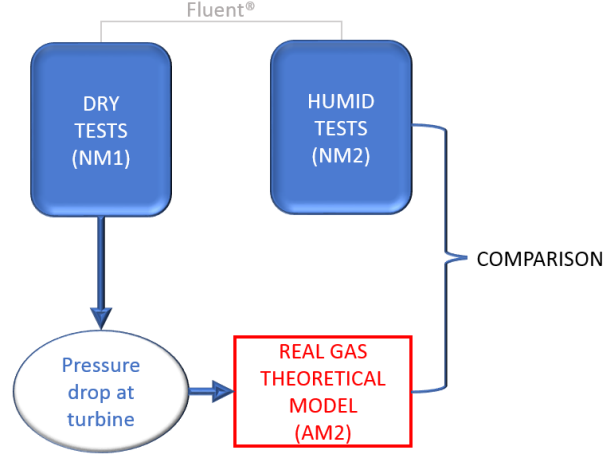 Fluent®
DRY
TESTS
(NM1)
HUMID
TESTS
(NM2)
COMPARISON
Pressure
drop at
turbine
REAL GAS
THEORETICAL
MODEL
(AM2)